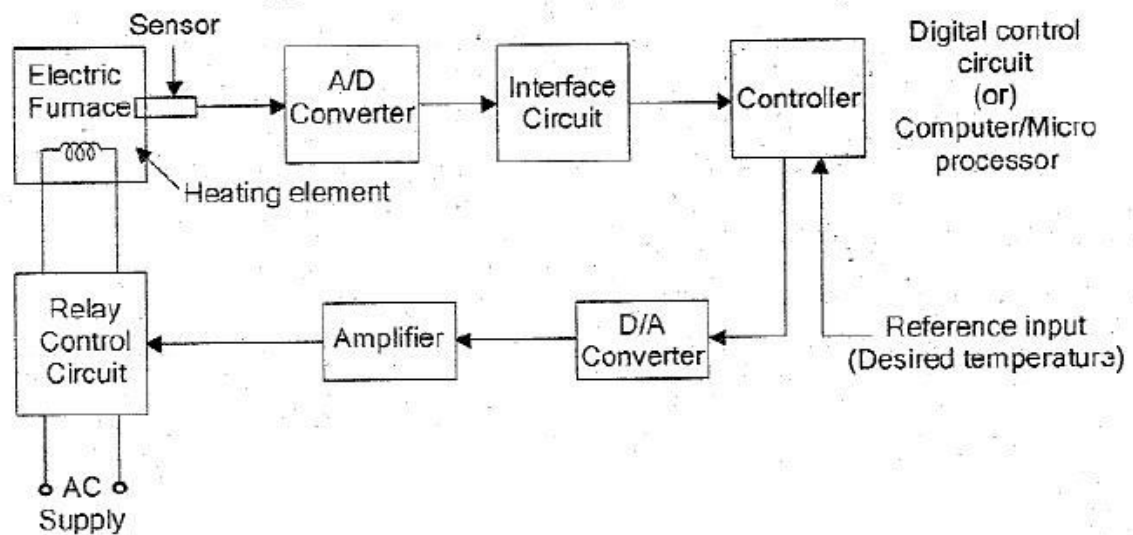 Sensor
Electric
Furnace
A/D
Converter
Interface
Circuit
Controller
Digital control
circuit
(or)
Computer/Micro
processor
Heating element
Relay
Control
Circuit
Amplifier
D/A
Converter
Reference input
(Desired temperature)
AC
Supply